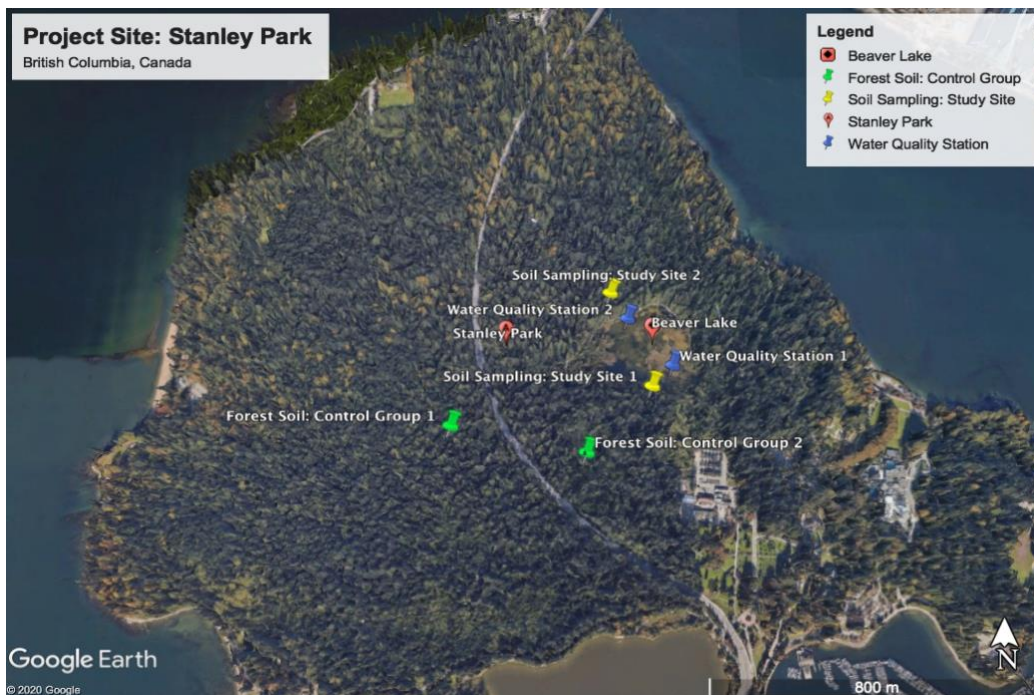 Project Site: Stanley Park
British Columbia, Canada
Legend
Beaver Lake
Forest Soil: Control Group
Soil Sampling: Study Site
Stanley Park
Water Quality Station
Soil Sampling: Study Site 2
Water Quality Station 2
Beaver Lake
Stanley Park
Water Quality Station 1
Soil Sampling: Study Site 1
Forest Soil: Control Group 1
Forest Soil: Control Group 2
N
Google Earth
© 2020 Google
800 m